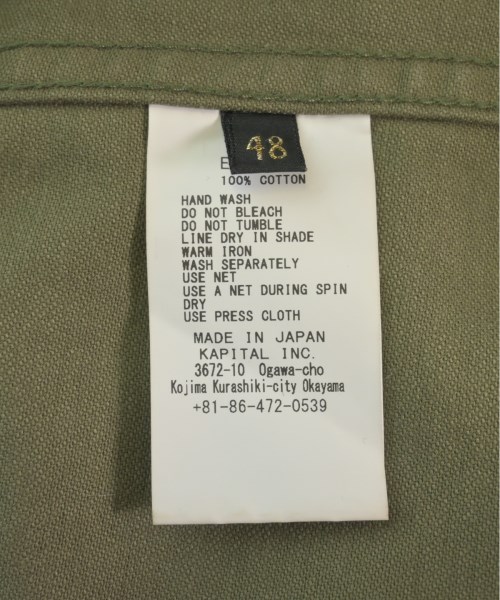 48
100% COTTON
HAND WASH
DO NOT BLEACH
DO NOT TUMBLE
LINE DRY IN SHADE
WARM IRON
WASH SEPARATELY
USE NET
USE A NET DURING SPIN
DRY
USE PRESS CLOTH
MADE IN JAPAN
KAPITAL INC.
3672-10 Ogawa-cho
Kojima Kurashiki-city Okayama
+81-86-472-0539